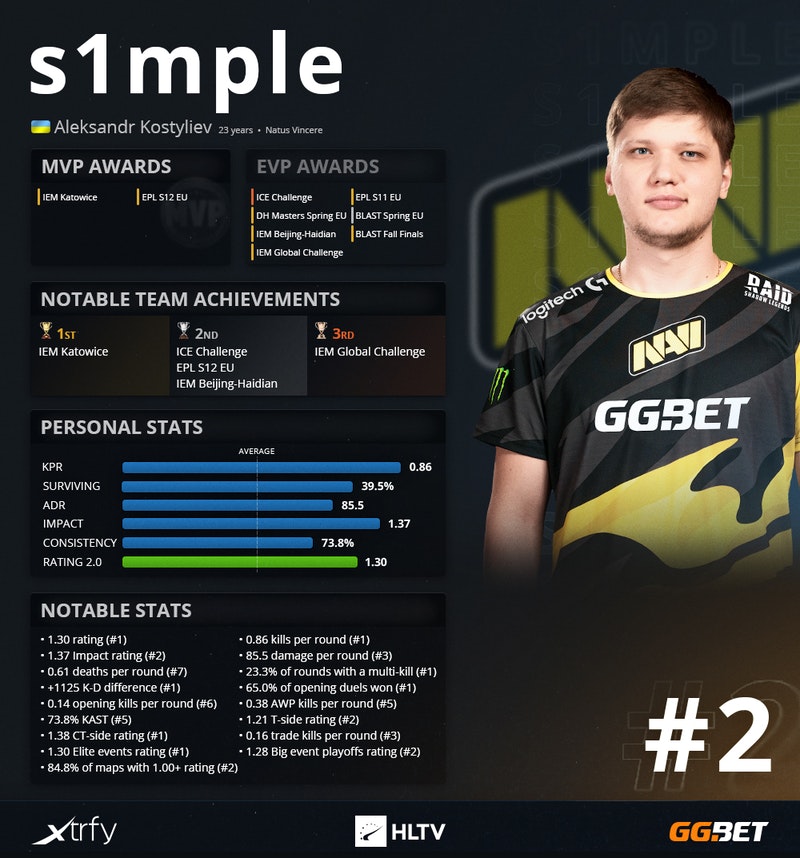 s1mple
Aleksandr Kostyliev 23 years • Natus Vincere
MVP AWARDS
IEM Katowice
EPL S12 EU
MVP
EVP AWARDS
ICE Challenge
EPL S11 EU
DH Masters Spring EU
BLAST Spring EU
IEM Beijing-Haidian
BLAST Fall Finals
IEM Global Challenge
NOTABLE TEAM ACHIEVEMENTS
1ST
IEM Katowice
2ND
ICE Challenge
EPL S12 EU
IEM Beijing-Haidian
3RD
IEM Global Challenge
PERSONAL STATS
AVERAGE
KPR 0.86
SURVIVING 39.5%
ADR 85.5
IMPACT 1.37
CONSISTENCY 73.8%
RATING 2.0 1.30
NOTABLE STATS
• 1.30 rating (#1)
• 1.37 Impact rating (#2)
• 0.61 deaths per round (#7)
• +1125 K-D difference (#1)
• 0.14 opening kills per round (#6)
• 73.8% KAST (#5)
• 1.38 CT-side rating (#1)
• 1.30 Elite events rating (#1)
• 84.8% of maps with 1.00+ rating (#2)
• 0.86 kills per round (#1)
• 85.5 damage per round (#3)
• 23.3% of rounds with a multi-kill (#1)
• 65.0% of opening duels won (#1)
• 0.38 AWP kills per round (#5)
• 1.21 T-side rating (#2)
• 0.16 trade kills per round (#3)
• 1.28 Big event playoffs rating (#2)
S1MPLE
logitech G
RAID
SHADOW LEGENDS
NAVI
GG.BET
#2
xtrfy
HLTV
GG.BET